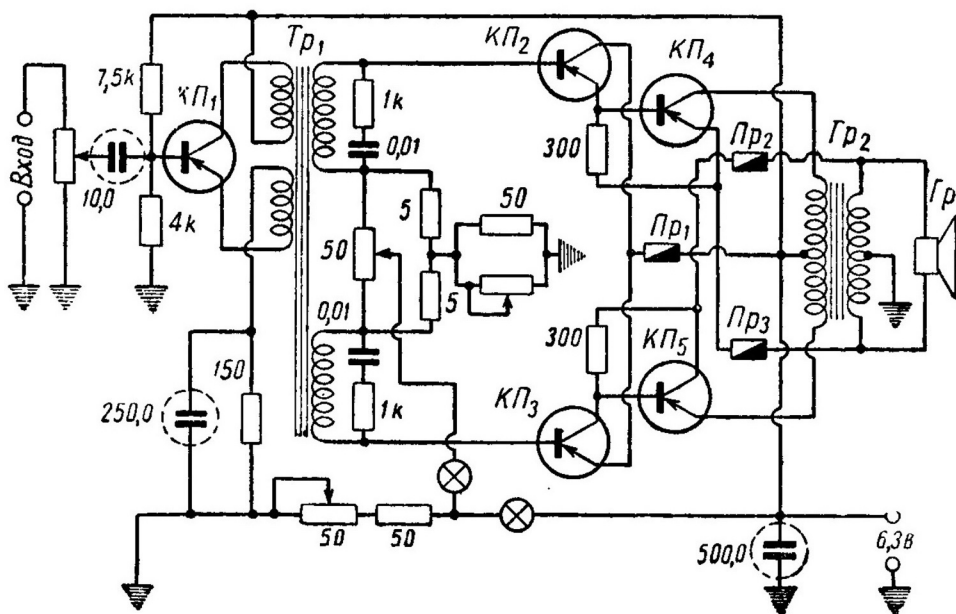 Вход
10,0
7,5k
4k
КП₁
Тр₁
1k
0,01
50
0,01
1k
5
5
50
КП₂
КП₄
300
Пр₂
Гр₂
Гр
Пр₁
300
КП₅
Пр₃
КП₃
250,0
150
50
50
500,0
6,3в